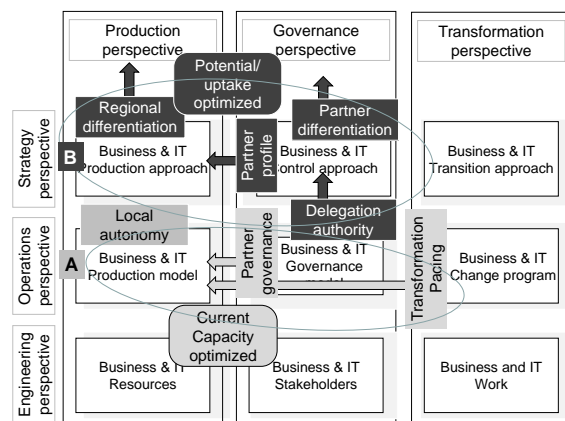 Production
perspective
Governance
perspective
Transformation
perspective
Potential/
uptake
optimized
Regional
differentiation
Partner
differentiation
Strategy
perspective
B
Business & IT
Production approach
Partner
profile
Business & IT
ontrol approach
Business & IT
Transition approach
Local
autonomy
Delegation
authority
Operations
perspective
A
Business & IT
Production model
Partner
governance
Business & IT
Governance
model
Transformation
Pacing
Business & IT
Change program
Current
Capacity
optimized
Engineering
perspective
Business & IT
Resources
Business & IT
Stakeholders
Business and IT
Work